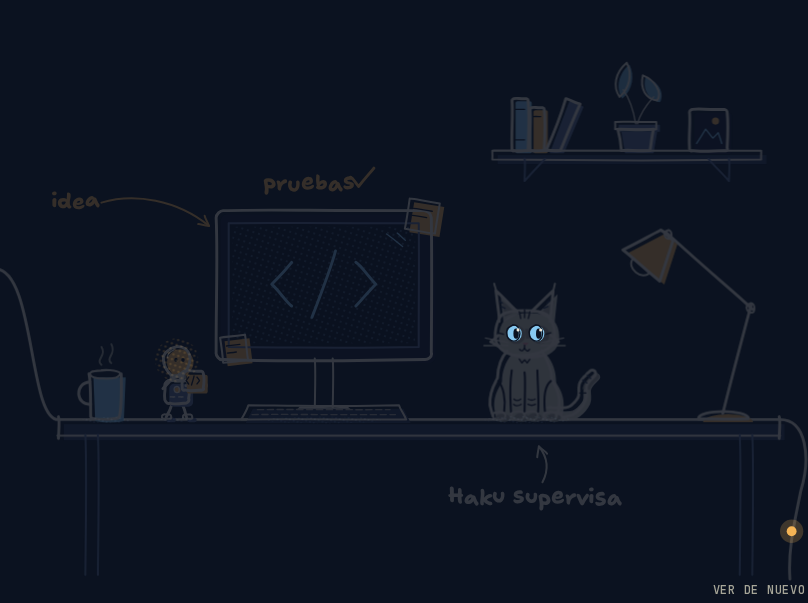 pruebas
idea
</>
</>
Haku supervisa
VER DE NUEVO